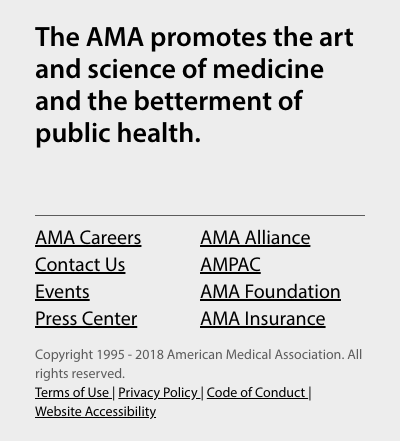 The AMA promotes the art
and science of medicine
and the betterment of
public health.
AMA Careers
Contact Us
Events
Press Center
AMA Alliance
AMPAC
AMA Foundation
AMA Insurance
Copyright 1995 - 2018 American Medical Association. All
rights reserved.
Terms of Use | Privacy Policy | Code of Conduct |
Website Accessibility